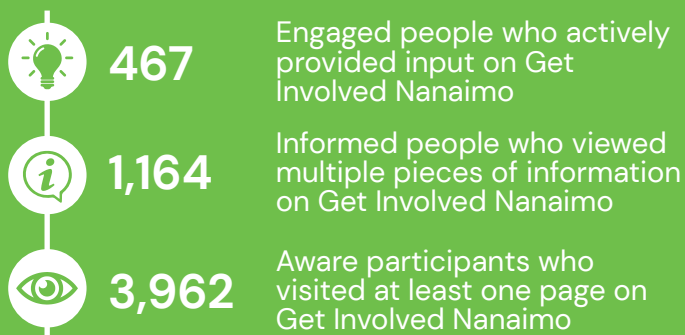 467
Engaged people who actively
provided input on Get
Involved Nanaimo
1,164
Informed people who viewed
multiple pieces of information
on Get Involved Nanaimo
3,962
Aware participants who
visited at least one page on
Get Involved Nanaimo